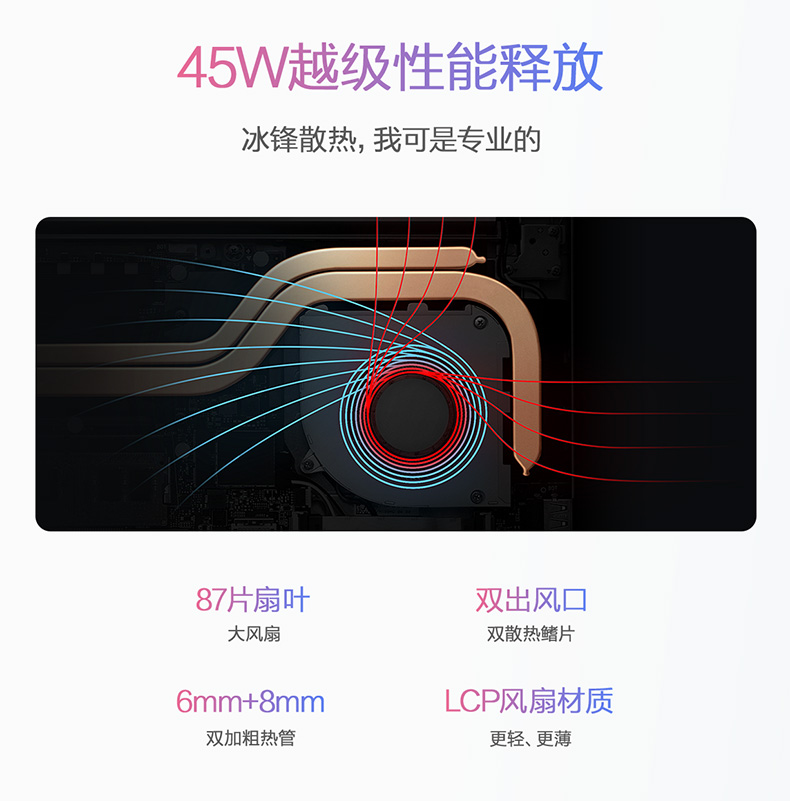 45W越级性能释放
冰锋散热，我可是专业的
87片扇叶
双出风口
大风扇
双散热鳍片
6mm+8mm
LCP风扇材质
双加粗热管
更轻、更薄